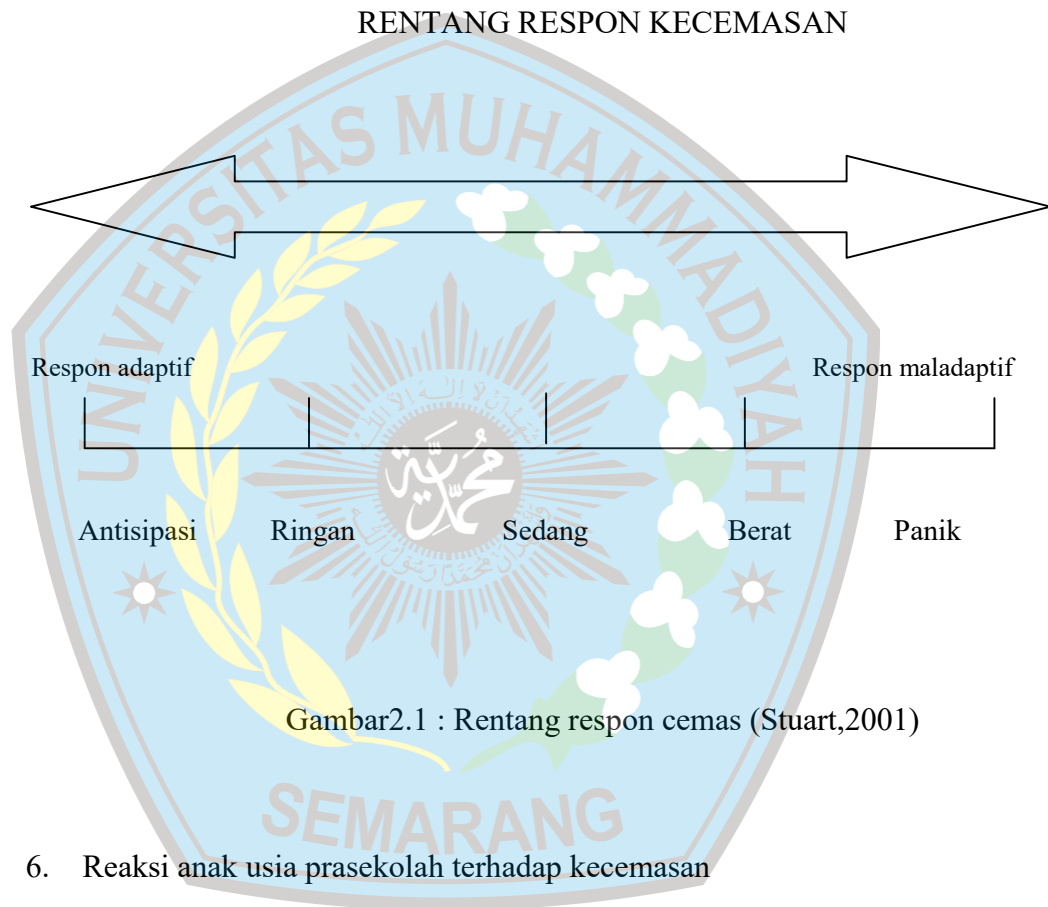 RENTANG RESPON KECEMASAN
UNIVERSITAS MUHAMMADIYAH
Respon adaptif Respon maladaptif
Antisipasi Ringan Sedang Berat Panik
Gambar2.1 : Rentang respon cemas (Stuart,2001)
SEMARANG
6. Reaksi anak usia prasekolah terhadap kecemasan